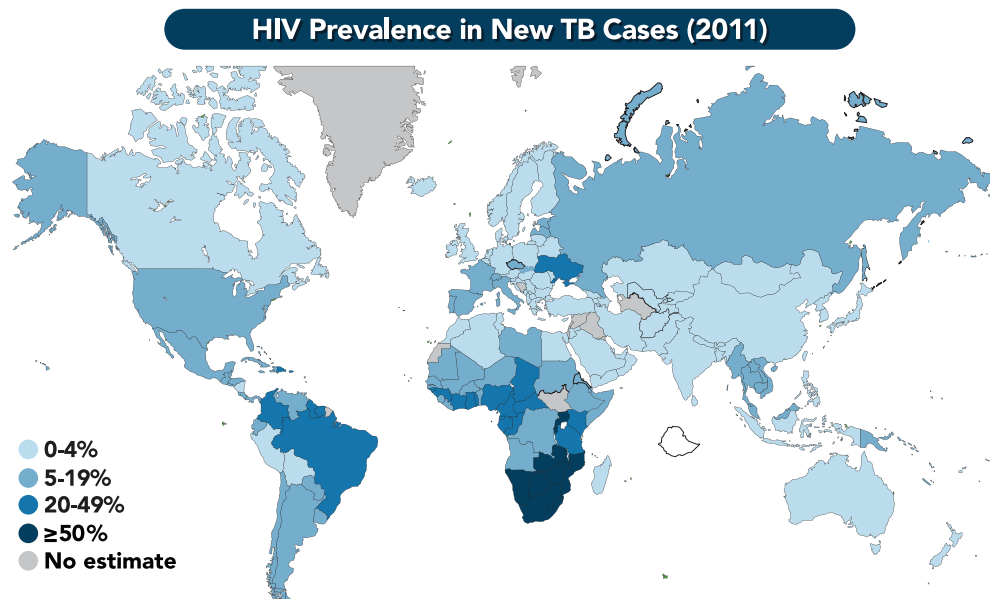 HIV Prevalence in New TB Cases (2011)
0-4%
5-19%
20-49%
≥50%
No estimate